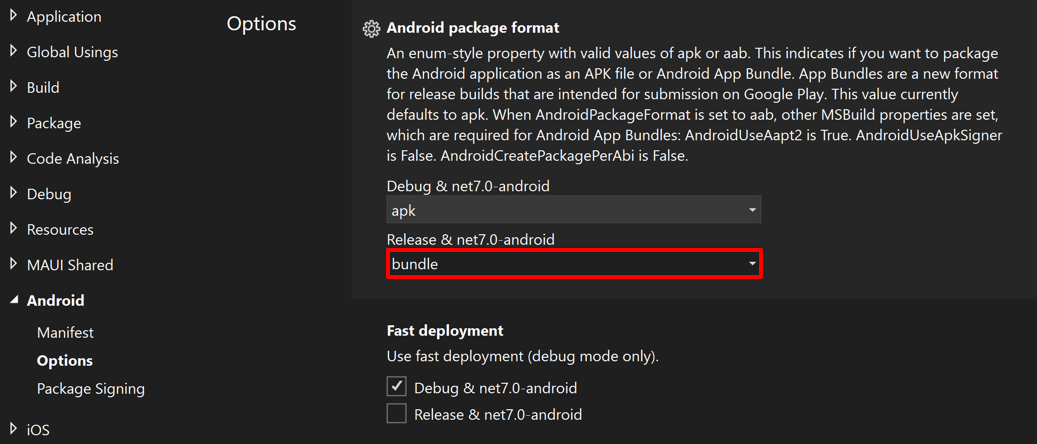 Application
Global Usings
Build
Package
Code Analysis
Debug
Resources
MAUI Shared
Android
Manifest
Options
Package Signing
iOS
Options
Android package format
An enum-style property with valid values of apk or aab. This indicates if you want to package
the Android application as an APK file or Android App Bundle. App Bundles are a new format
for release builds that are intended for submission on Google Play. This value currently
defaults to apk. When AndroidPackageFormat is set to aab, other MSBuild properties are set,
which are required for Android App Bundles: AndroidUseAapt2 is True. AndroidUseApkSigner
is False. AndroidCreatePackagePerAbi is False.
Debug & net7.0-android
apk
Release & net7.0-android
bundle
Fast deployment
Use fast deployment (debug mode only).
Debug & net7.0-android
Release & net7.0-android